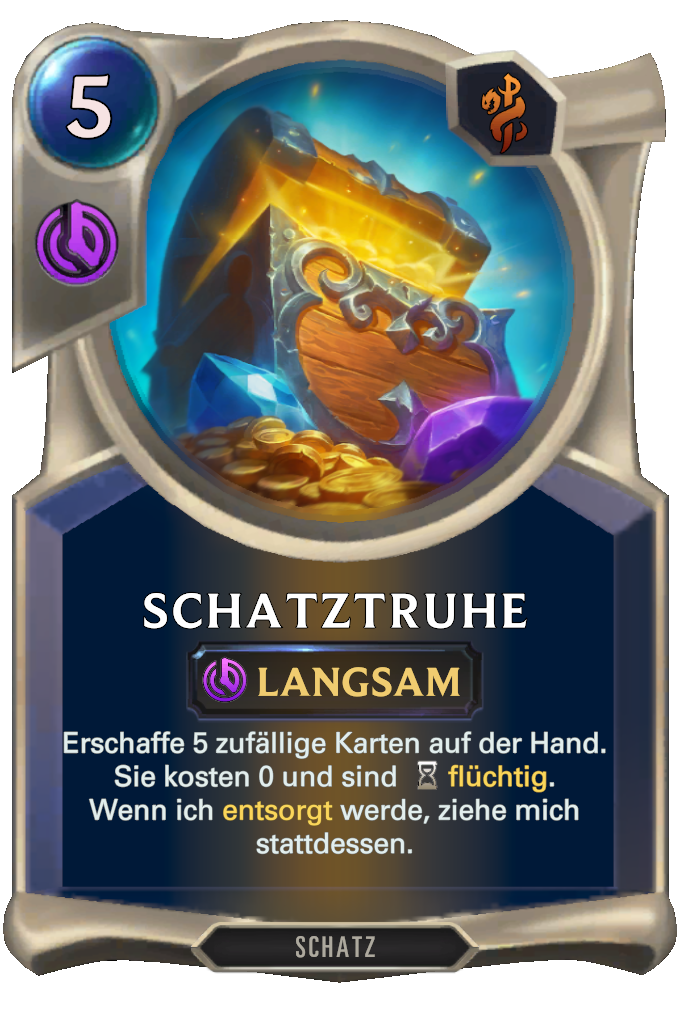 5
SCHATZTRUHE
LANGSAM
Erschaffe 5 zufällige Karten auf der Hand.
Sie kosten 0 und sind flüchtig.
Wenn ich entsorgt werde, ziehe mich
stattdessen.
SCHATZ